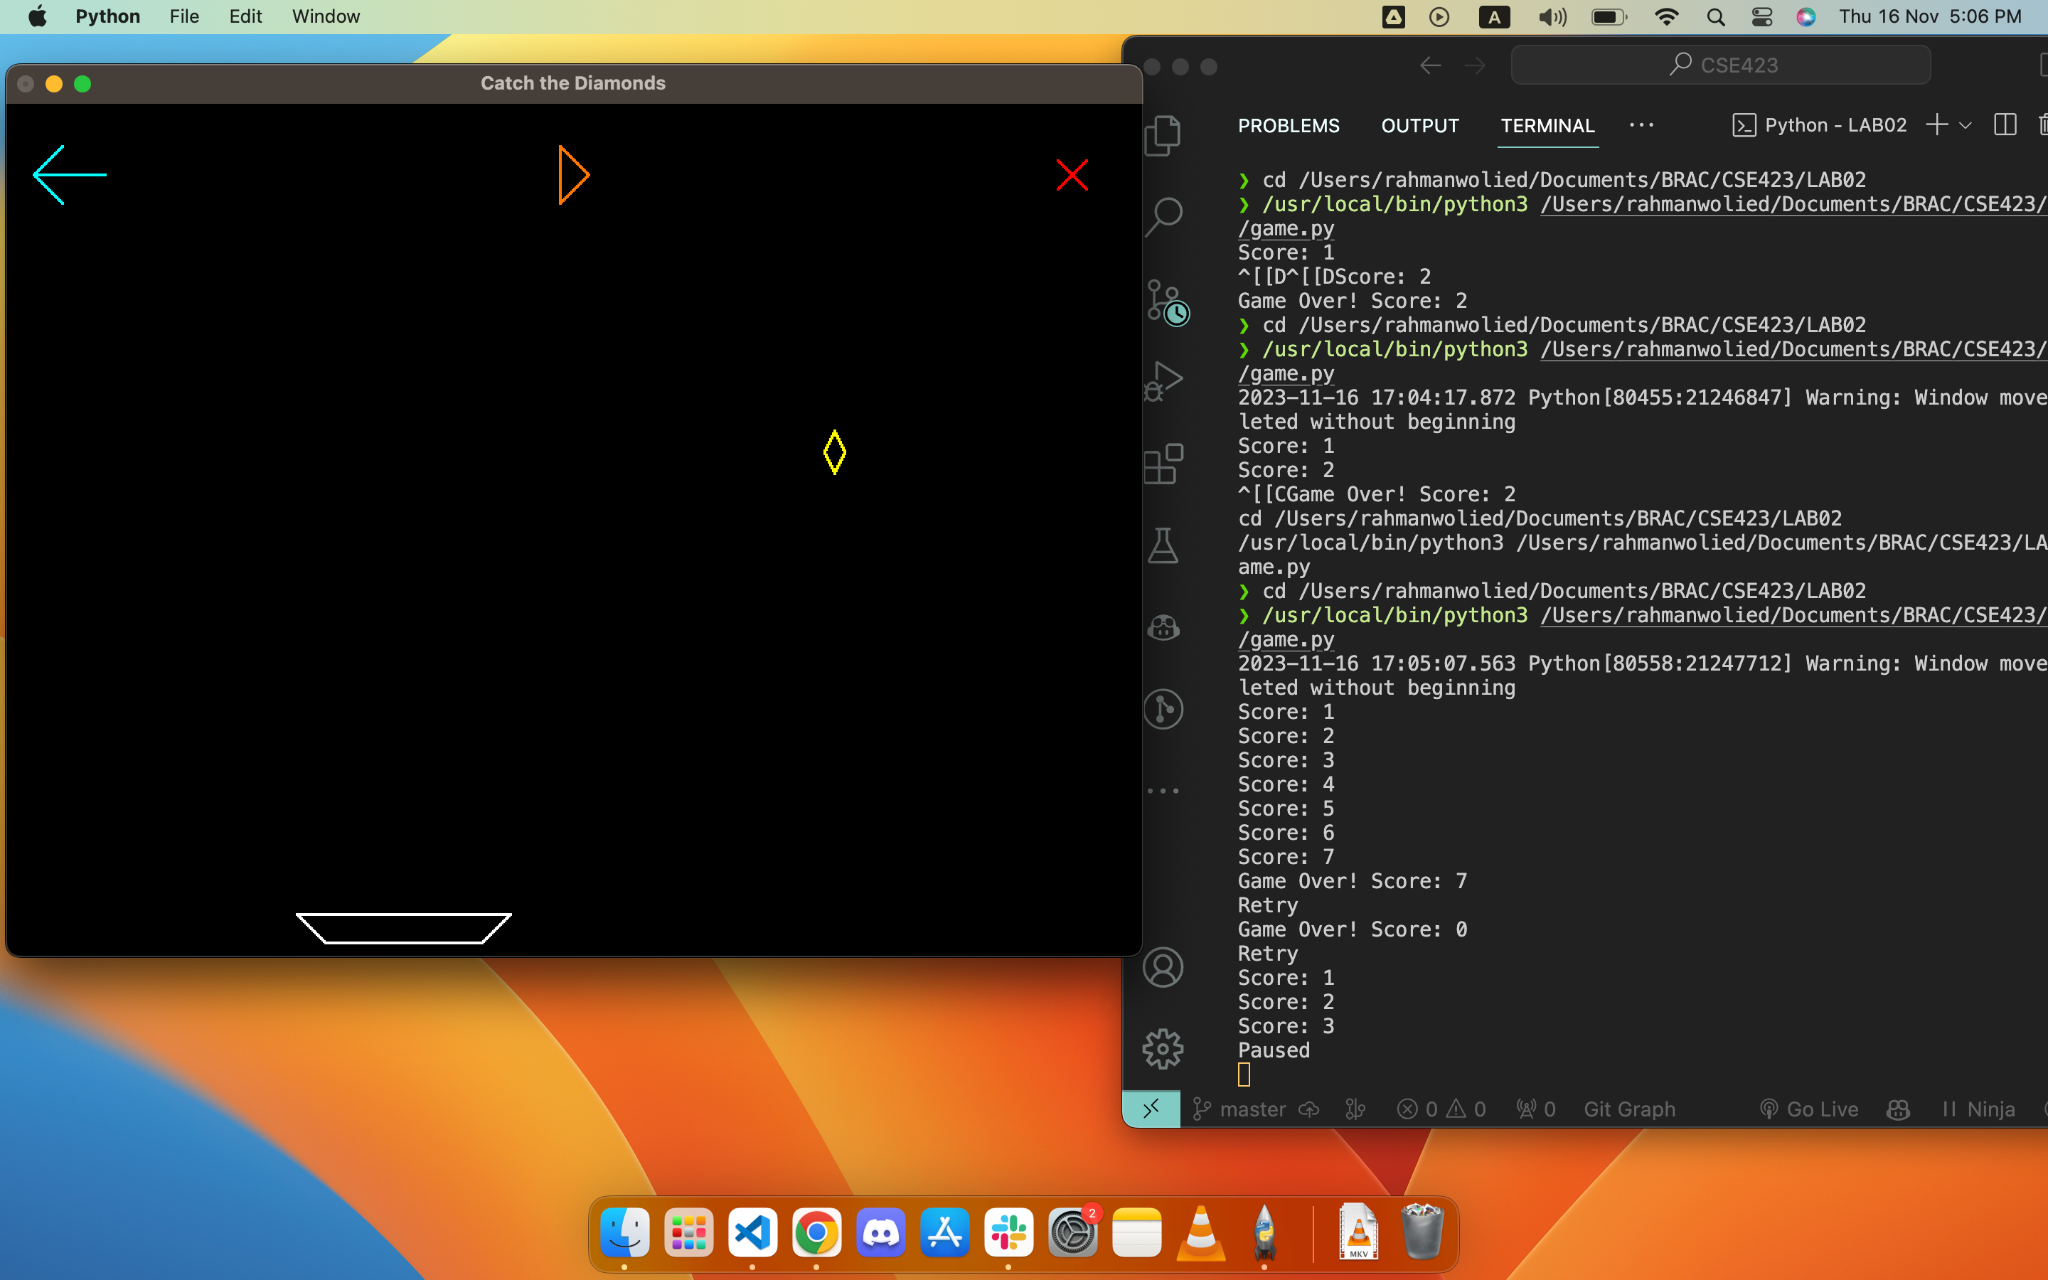 Python File Edit Window
A
Thu 16 Nov 5:06 PM
Catch the Diamonds
CSE423
PROBLEMS OUTPUT TERMINAL ···
Python - LAB02
❯ cd /Users/rahmanwolied/Documents/BRAC/CSE423/LAB02
❯ /usr/local/bin/python3 /Users/rahmanwolied/Documents/BRAC/CSE423/
/game.py
Score: 1
^[[D^[[DScore: 2
Game Over! Score: 2
❯ cd /Users/rahmanwolied/Documents/BRAC/CSE423/LAB02
❯ /usr/local/bin/python3 /Users/rahmanwolied/Documents/BRAC/CSE423/
/game.py
2023-11-16 17:04:17.872 Python[80455:21246847] Warning: Window move
leted without beginning
Score: 1
Score: 2
^[[CGame Over! Score: 2
cd /Users/rahmanwolied/Documents/BRAC/CSE423/LAB02
/usr/local/bin/python3 /Users/rahmanwolied/Documents/BRAC/CSE423/LA
ame.py
❯ cd /Users/rahmanwolied/Documents/BRAC/CSE423/LAB02
❯ /usr/local/bin/python3 /Users/rahmanwolied/Documents/BRAC/CSE423/
/game.py
2023-11-16 17:05:07.563 Python[80558:21247712] Warning: Window move
leted without beginning
Score: 1
Score: 2
Score: 3
Score: 4
Score: 5
Score: 6
Score: 7
Game Over! Score: 7
Retry
Game Over! Score: 0
Retry
Score: 1
Score: 2
Score: 3
Paused
master 0 0 0 Git Graph Go Live Ninja
2
MKV